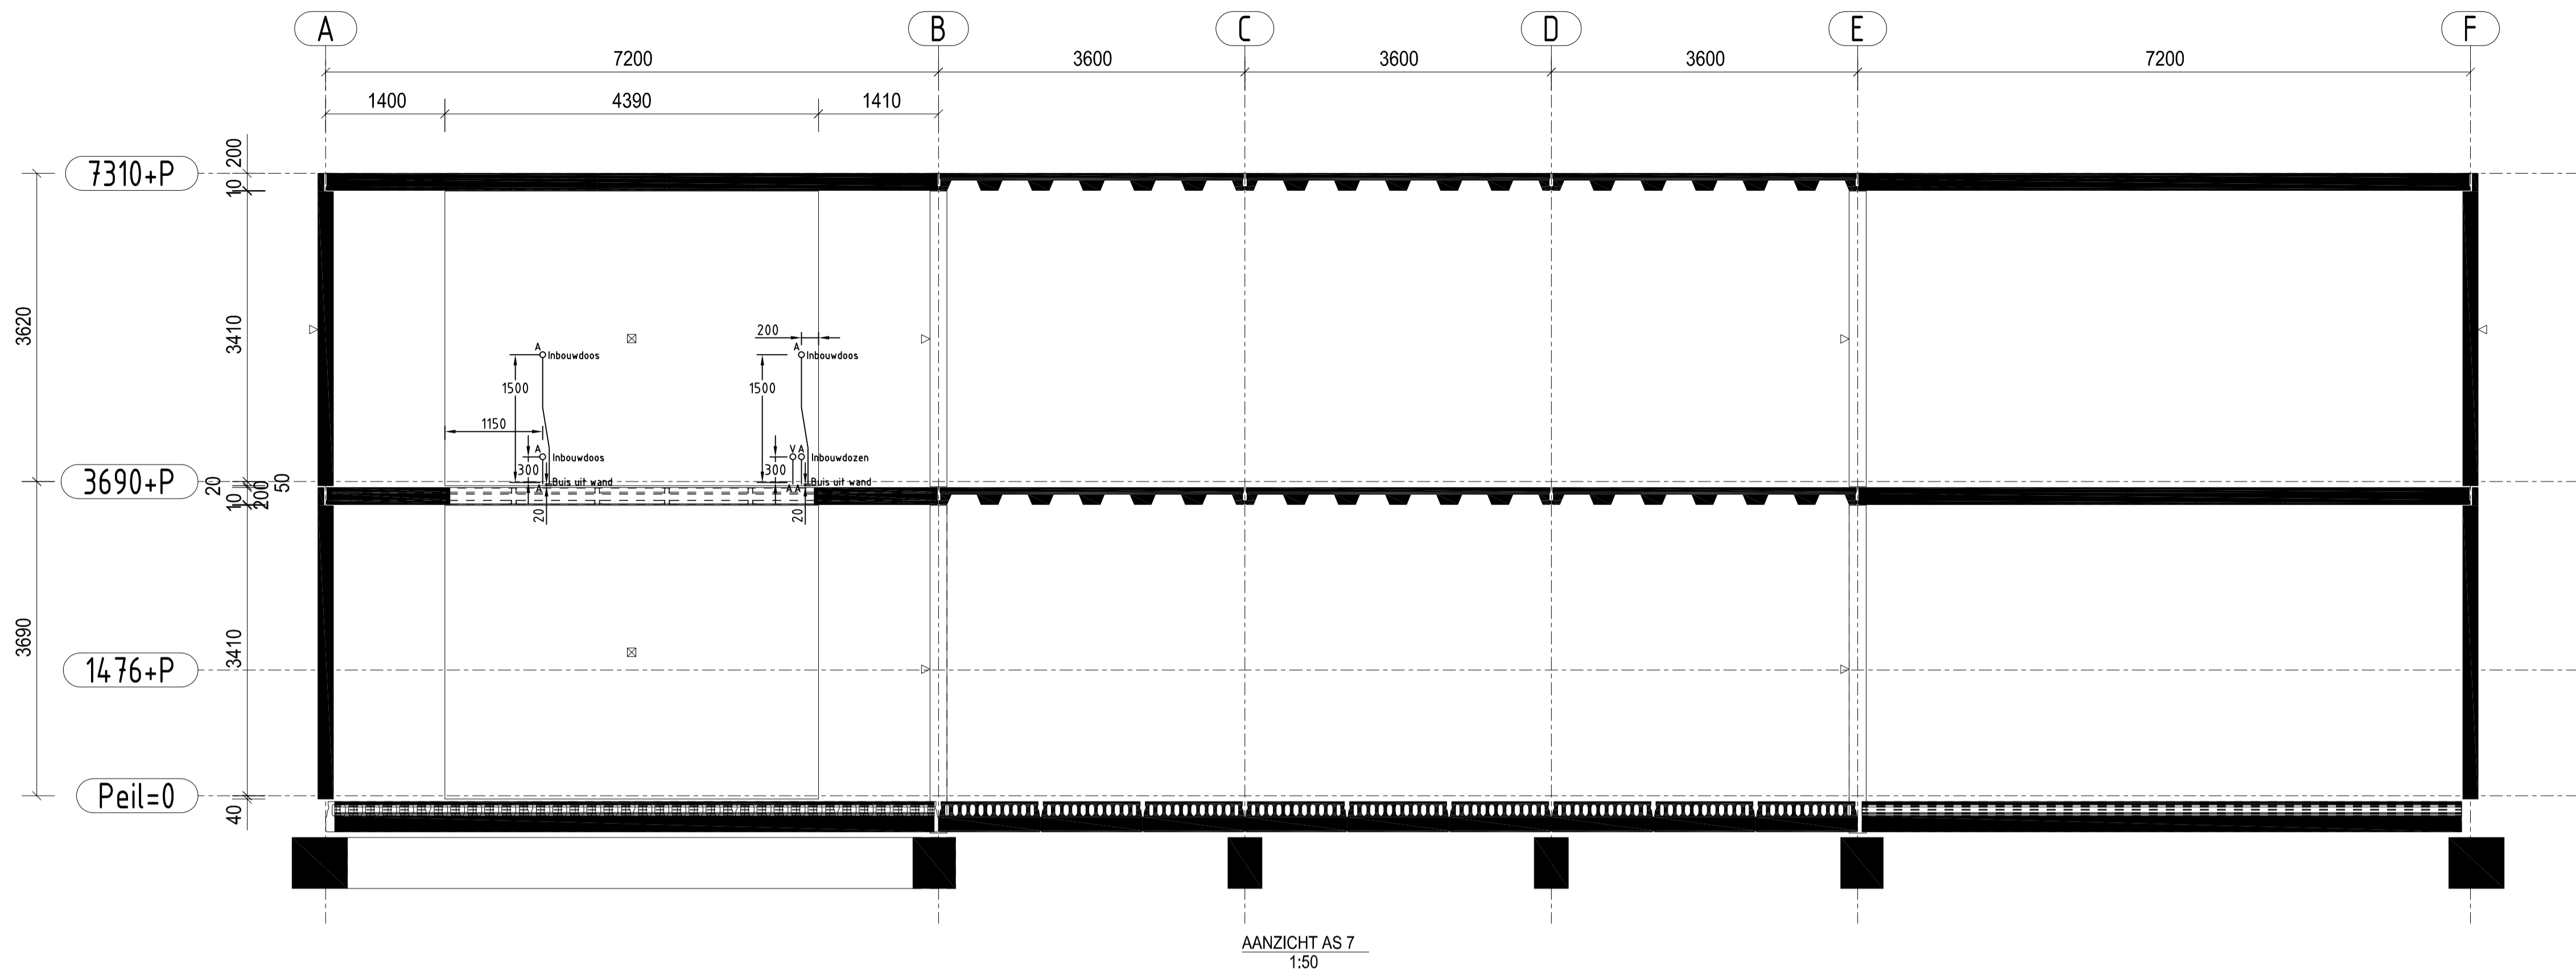 A B C D E F
7200 3600 3600 3600 7200
1400 4390 1410
200
7310+P
10
3620
3410
200
A Inbouwdoos A Inbouwdoos
1500 1500
1150
A Inbouwdoos V A Inbouwdozen
300 300
3690+P
20 50
Buis uit wand Buis uit wand
A A A
10 200
20 20
3690
3410
1476+P
Peil=0
40
AANZICHT AS 7
1:50